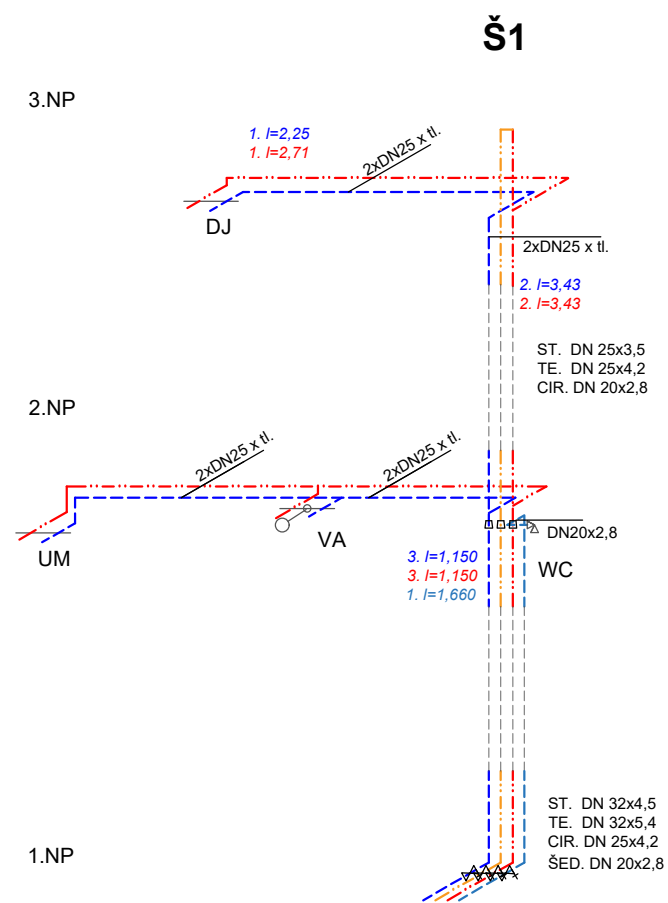 Š1
3.NP
1. l=2,25
1. l=2,71
2xDN25 x tl.
DJ
2xDN25 x tl.
2. l=3,43
2. l=3,43
ST. DN 25x3,5
TE. DN 25x4,2
CIR. DN 20x2,8
2.NP
2xDN25 x tl.
2xDN25 x tl.
UM
VA
DN20x2,8
WC
3. l=1,150
3. l=1,150
1. l=1,660
ST. DN 32x4,5
TE. DN 32x5,4
CIR. DN 25x4,2
ŠED. DN 20x2,8
1.NP